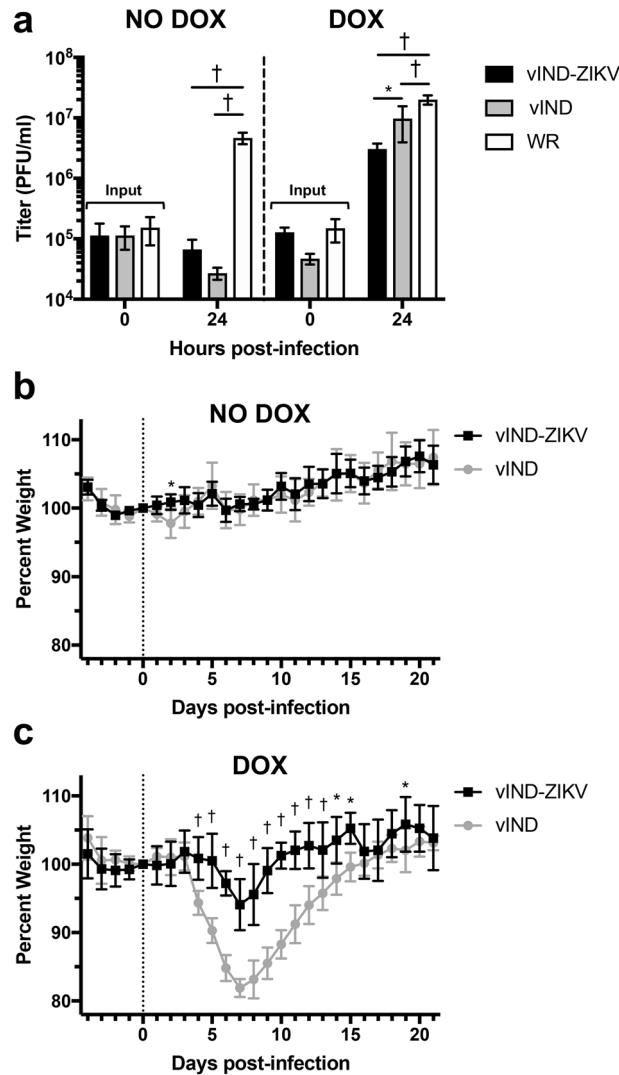 a
NO DOX
DOX
10⁸
10⁷
10⁶
10⁵
10⁴
Titer (PFU/ml)
† † † † *
Input
Input
0
24
0
24
Hours post-infection
vIND-ZIKV
vIND
WR
b
NO DOX
110
100
90
80
Percent Weight
*
0
5
10
15
20
Days post-infection
vIND-ZIKV
vIND
c
DOX
110
100
90
80
Percent Weight
† † † † † † † † † † * * *
0
5
10
15
20
Days post-infection
vIND-ZIKV
vIND